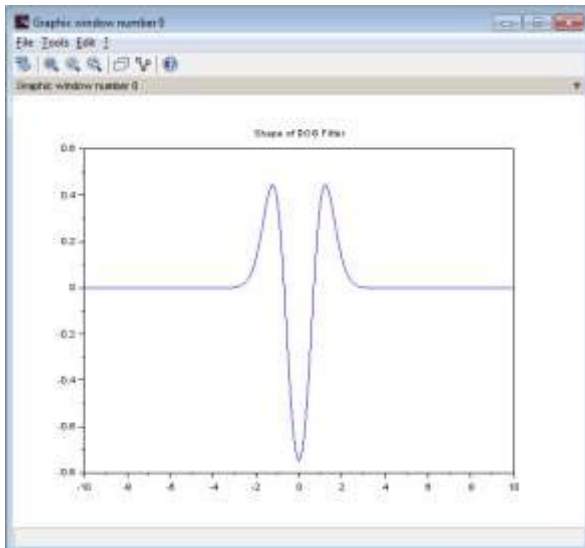 Graphic window number 0
File Tools Edit ?
Graphic window number 0
Shape of DOG Filter
0.6
0.4
0.2
0
-0.2
-0.4
-0.6
-0.8
-10 -8 -6 -4 -2 0 2 4 6 8 10